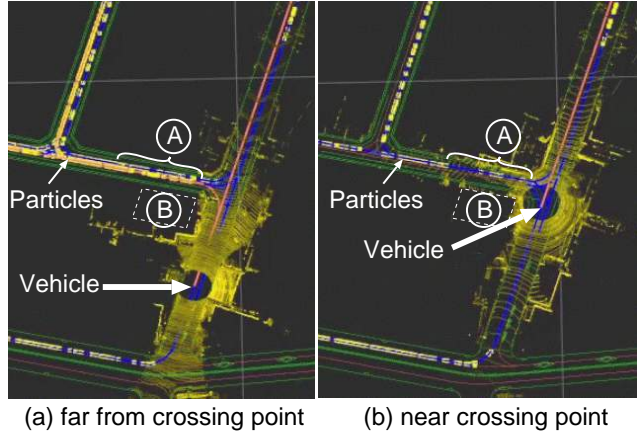 A
Particles
B
Vehicle
A
Particles
B
Vehicle
(a) far from crossing point
(b) near crossing point